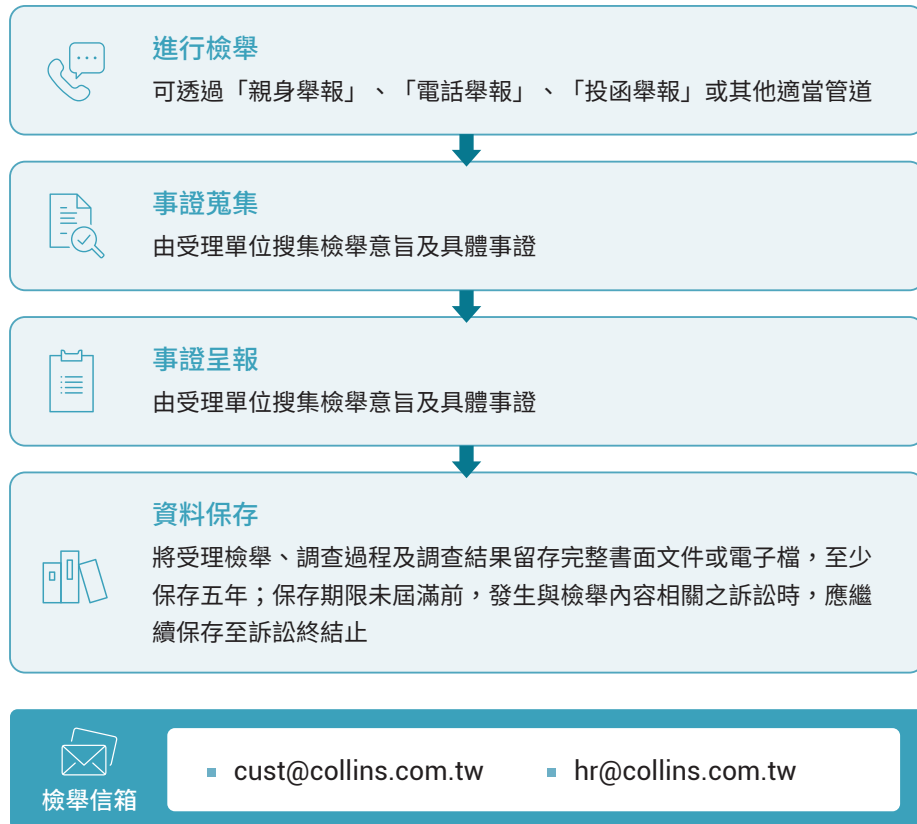 進行檢舉
可透過「親身舉報」、「電話舉報」、「投函舉報」或其他適當管道
事證蒐集
由受理單位搜集檢舉意旨及具體事證
事證呈報
由受理單位搜集檢舉意旨及具體事證
資料保存
將受理檢舉、調查過程及調查結果留存完整書面文件或電子檔，至少
保存五年；保存期限未屆滿前，發生與檢舉內容相關之訴訟時，應繼
續保存至訴訟終結止
檢舉信箱
▪ cust@collins.com.tw ▪ hr@collins.com.tw